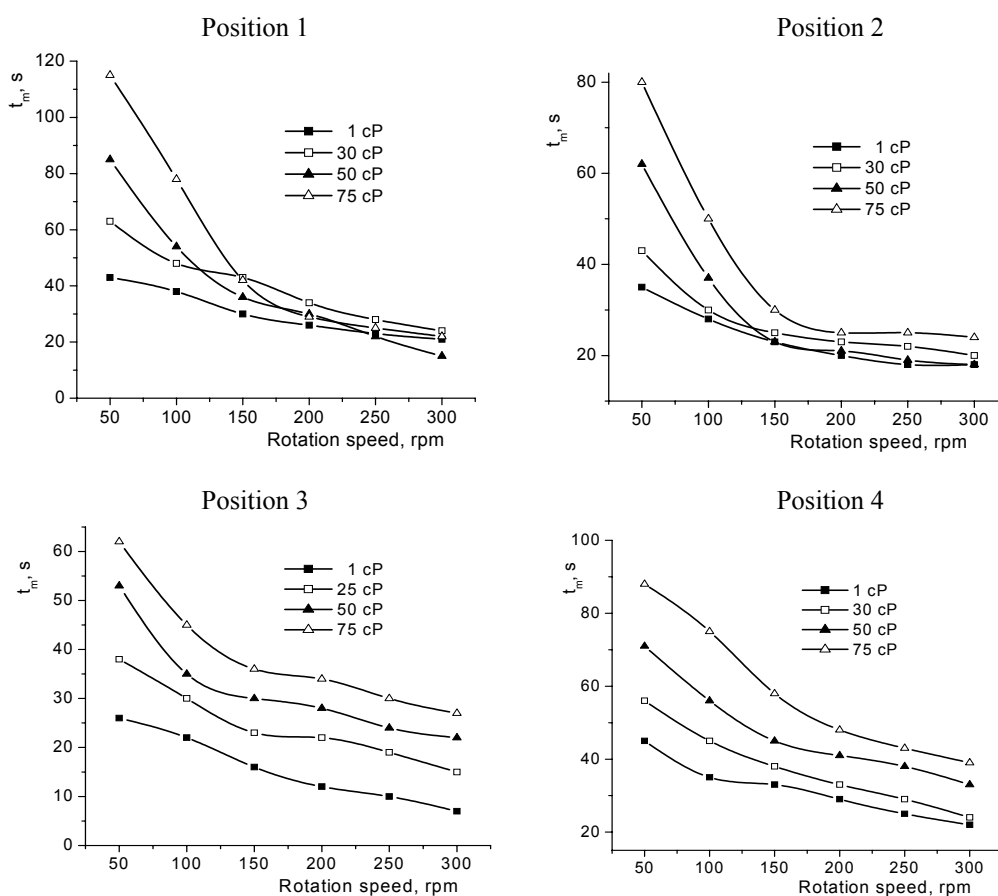 Position 1
t_m, s
120
100
80
60
40
20
0
1 cP
30 cP
50 cP
75 cP
50 100 150 200 250 300
Rotation speed, rpm
Position 2
t_m, s
80
60
40
20
1 cP
30 cP
50 cP
75 cP
50 100 150 200 250 300
Rotation speed, rpm
Position 3
t_m, s
60
50
40
30
20
10
0
1 cP
25 cP
50 cP
75 cP
50 100 150 200 250 300
Rotation speed, rpm
Position 4
t_m, s
100
80
60
40
20
1 cP
30 cP
50 cP
75 cP
50 100 150 200 250 300
Rotation speed, rpm